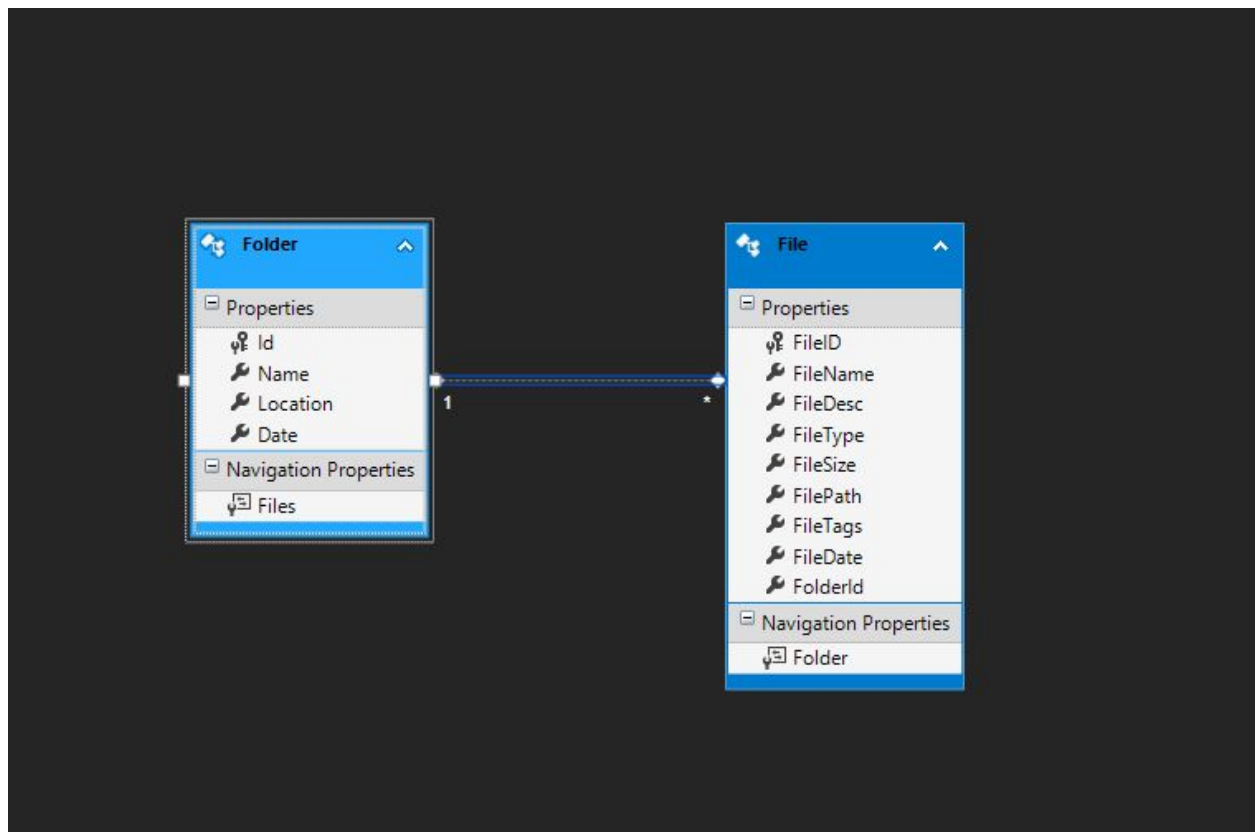 Folder
Properties
Id
Name
Location
Date
Navigation Properties
Files
1
*
File
Properties
FileID
FileName
FileDesc
FileType
FileSize
FilePath
FileTags
FileDate
FolderId
Navigation Properties
Folder